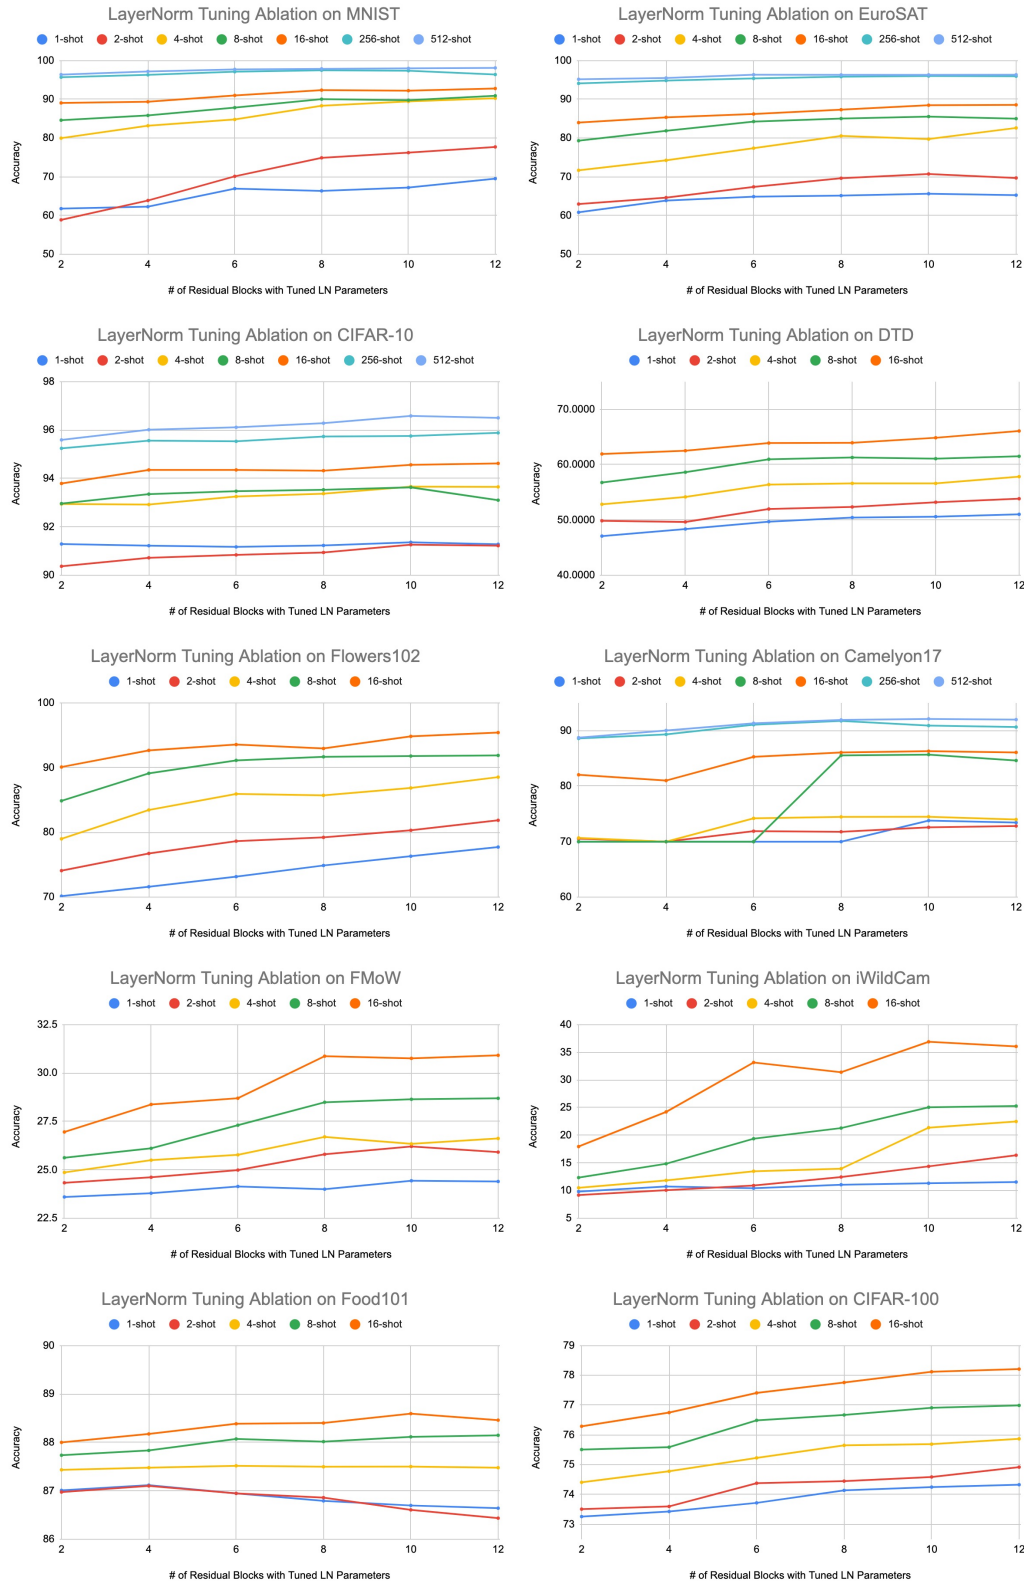 LayerNorm Tuning Ablation on MNIST
1-shot 2-shot 4-shot 8-shot 16-shot 256-shot 512-shot
100
90
80
70
60
50
Accuracy
2 4 6 8 10 12
# of Residual Blocks with Tuned LN Parameters
LayerNorm Tuning Ablation on EuroSAT
1-shot 2-shot 4-shot 8-shot 16-shot 256-shot 512-shot
100
90
80
70
60
50
Accuracy
2 4 6 8 10 12
# of Residual Blocks with Tuned LN Parameters
LayerNorm Tuning Ablation on CIFAR-10
1-shot 2-shot 4-shot 8-shot 16-shot 256-shot 512-shot
98
96
94
92
90
Accuracy
2 4 6 8 10 12
# of Residual Blocks with Tuned LN Parameters
LayerNorm Tuning Ablation on DTD
1-shot 2-shot 4-shot 8-shot 16-shot
70.0000
60.0000
50.0000
40.0000
Accuracy
2 4 6 8 10 12
# of Residual Blocks with Tuned LN Parameters
LayerNorm Tuning Ablation on Flowers102
1-shot 2-shot 4-shot 8-shot 16-shot
100
90
80
70
Accuracy
2 4 6 8 10 12
# of Residual Blocks with Tuned LN Parameters
LayerNorm Tuning Ablation on Camelyon17
1-shot 2-shot 4-shot 8-shot 16-shot 256-shot 512-shot
90
80
70
60
Accuracy
2 4 6 8 10 12
# of Residual Blocks with Tuned LN Parameters
LayerNorm Tuning Ablation on FMoW
1-shot 2-shot 4-shot 8-shot 16-shot
32.5
30.0
27.5
25.0
22.5
Accuracy
2 4 6 8 10 12
# of Residual Blocks with Tuned LN Parameters
LayerNorm Tuning Ablation on iWildCam
1-shot 2-shot 4-shot 8-shot 16-shot
40
35
30
25
20
15
10
5
Accuracy
2 4 6 8 10 12
# of Residual Blocks with Tuned LN Parameters
LayerNorm Tuning Ablation on Food101
1-shot 2-shot 4-shot 8-shot 16-shot
90
89
88
87
86
Accuracy
2 4 6 8 10 12
# of Residual Blocks with Tuned LN Parameters
LayerNorm Tuning Ablation on CIFAR-100
1-shot 2-shot 4-shot 8-shot 16-shot
79
78
77
76
75
74
73
Accuracy
2 4 6 8 10 12
# of Residual Blocks with Tuned LN Parameters